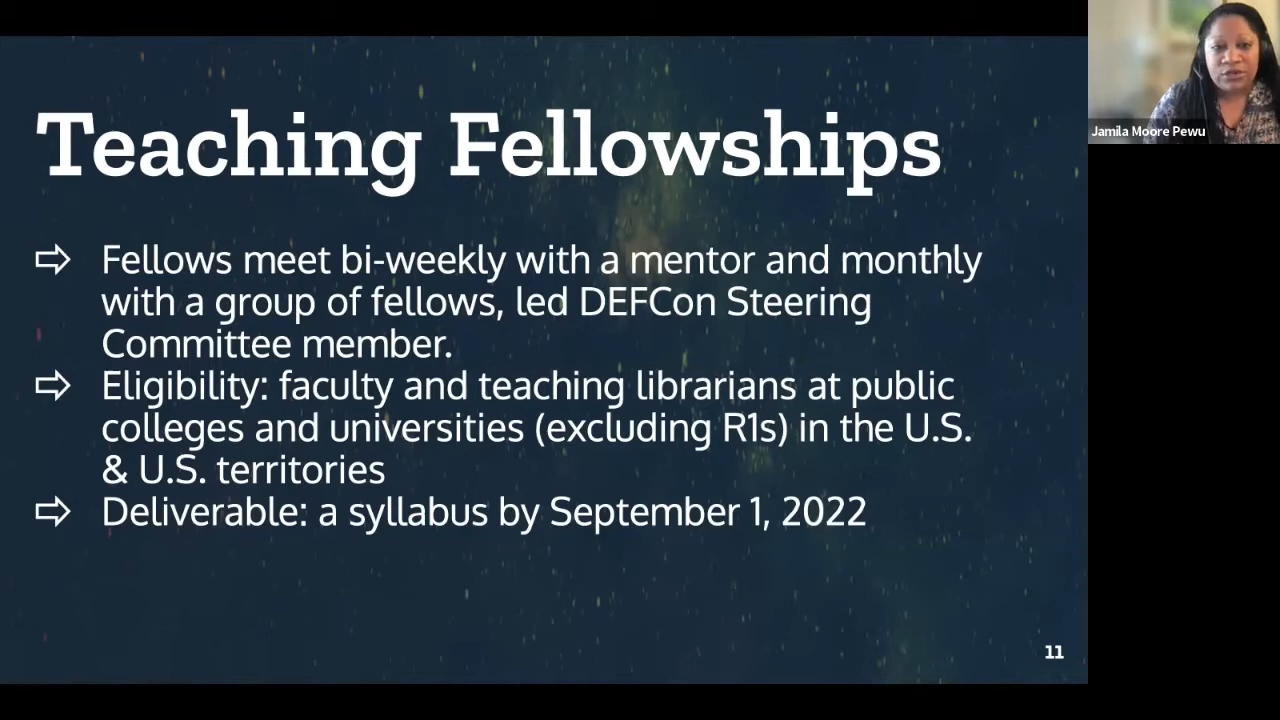 Teaching Fellowships
⇨ Fellows meet bi-weekly with a mentor and monthly
with a group of fellows, led DEFCon Steering
Committee member.
⇨ Eligibility: faculty and teaching librarians at public
colleges and universities (excluding R1s) in the U.S.
& U.S. territories
⇨ Deliverable: a syllabus by September 1, 2022
11
Jamila Moore Pewu